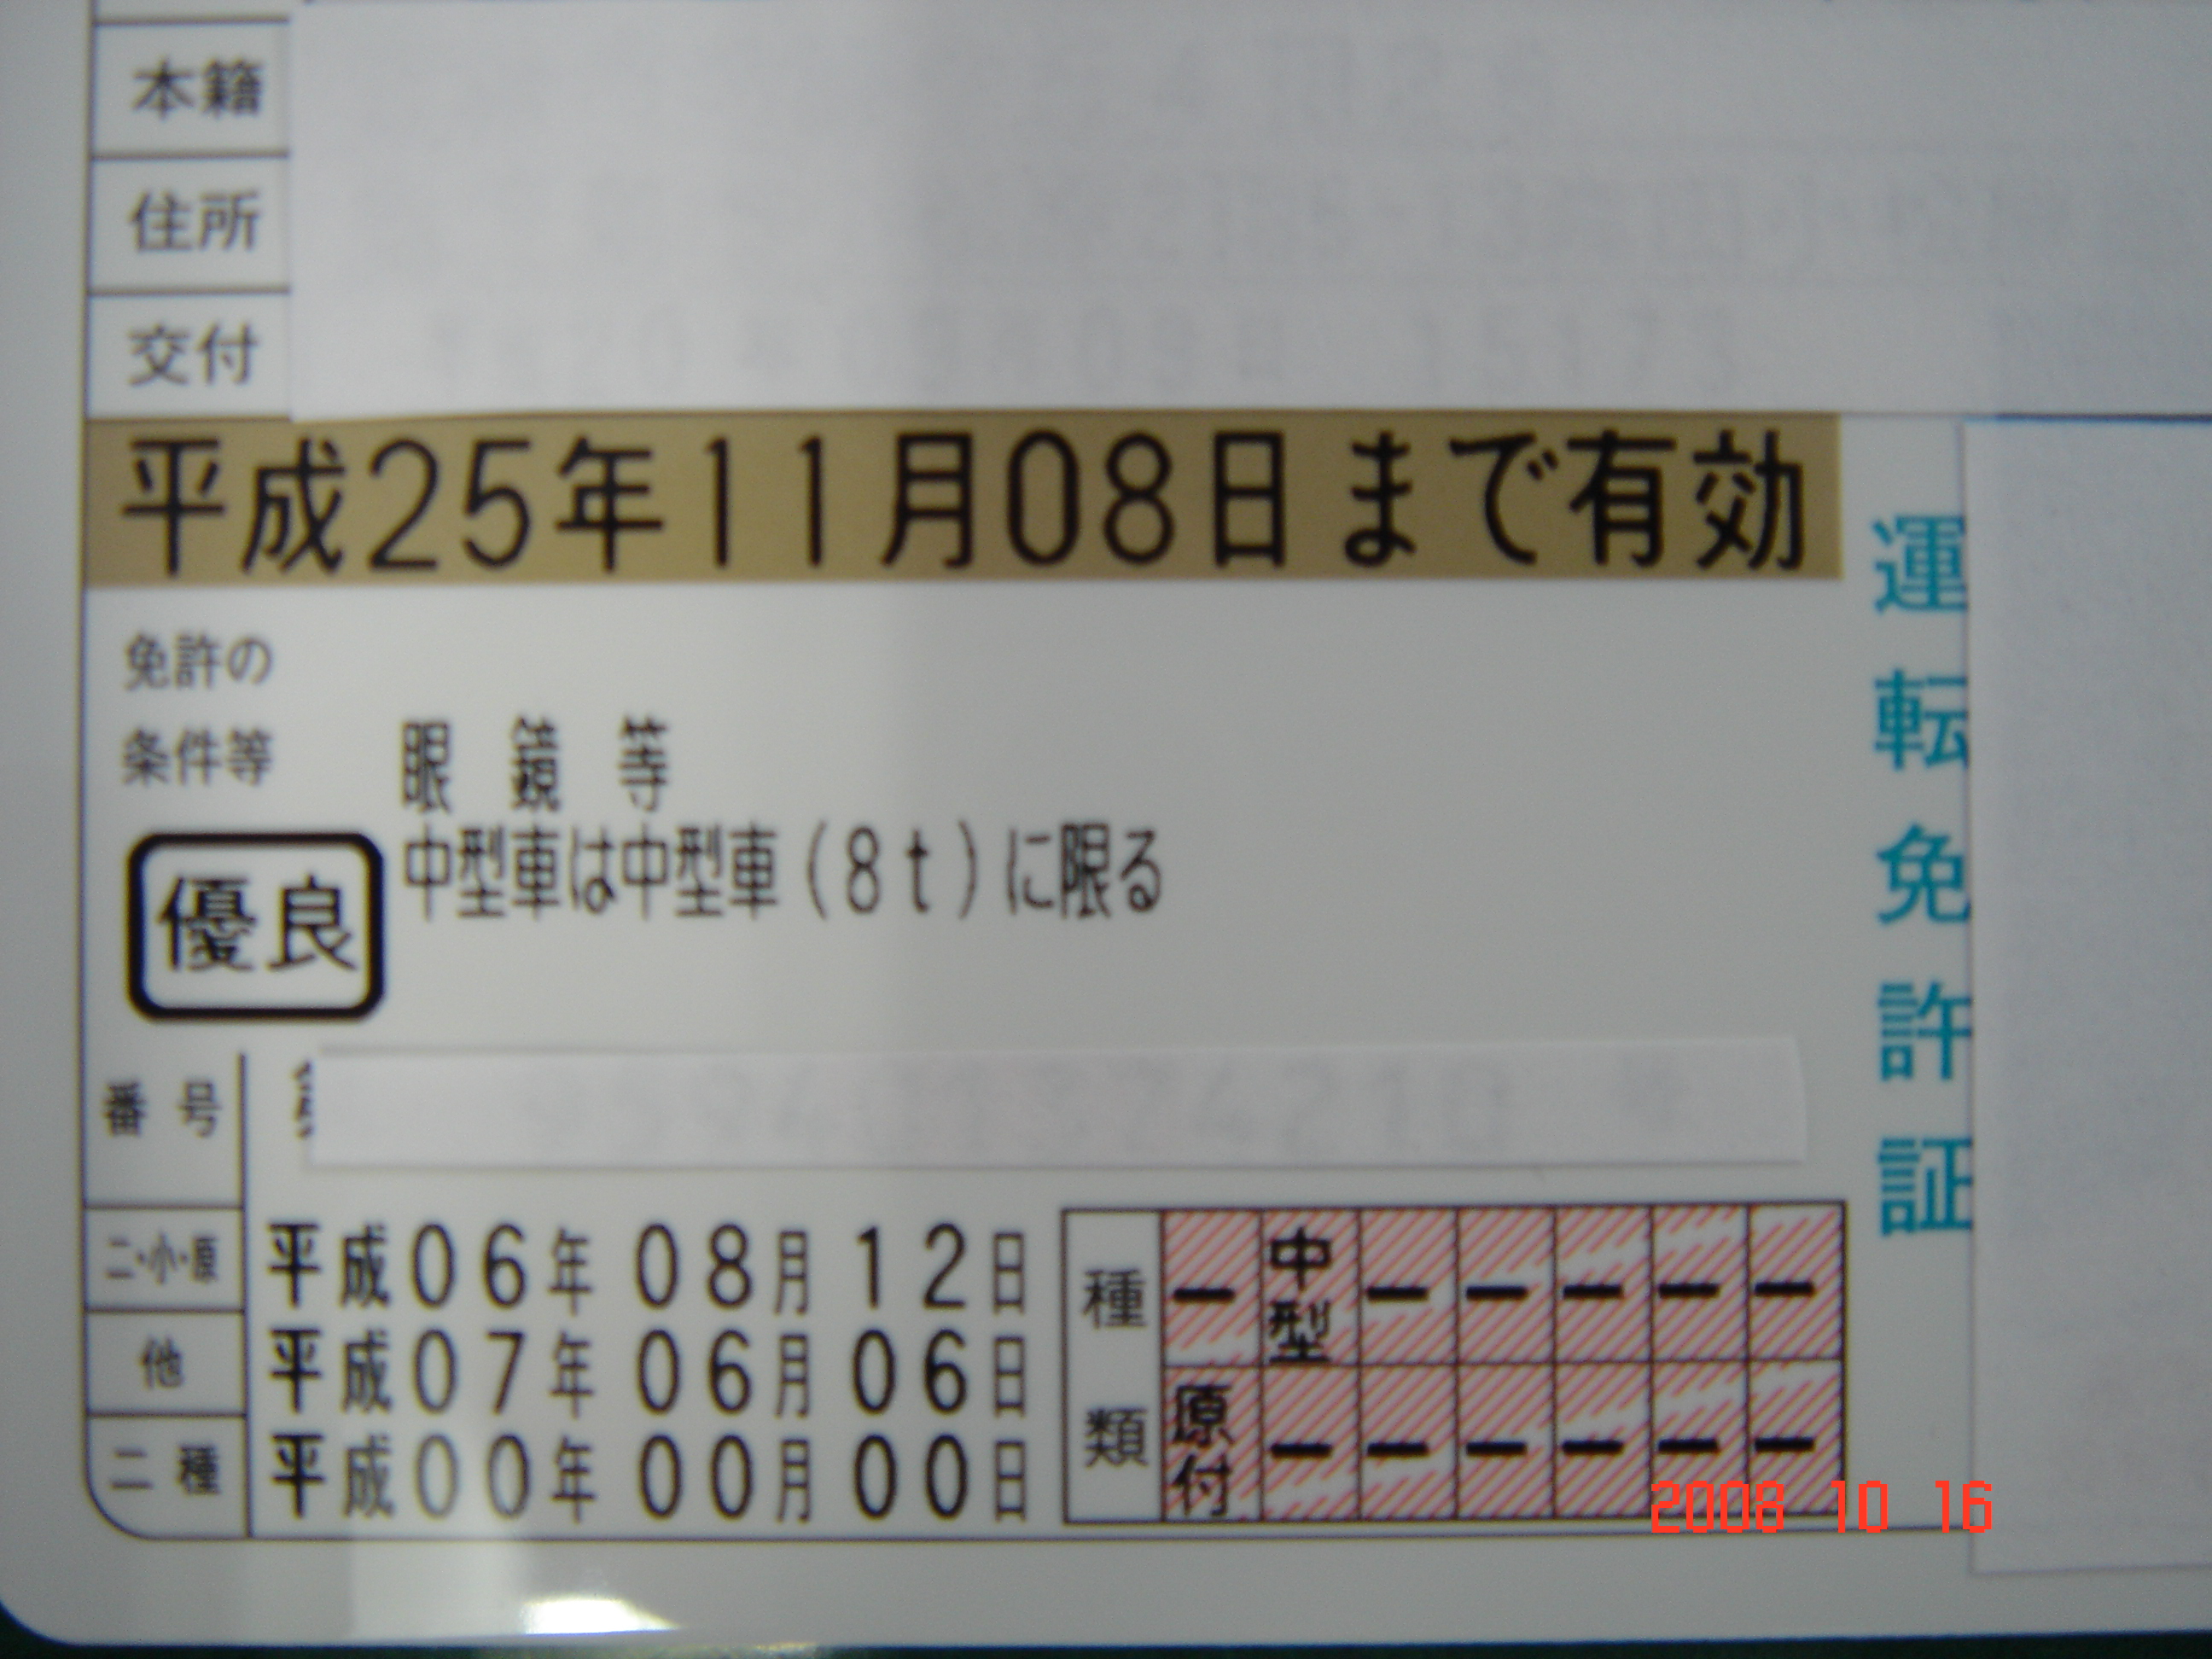 本籍
住所
交付
平成25年11月08日まで有効
免許の
条件等
眼鏡等
中型車は中型車(8t)に限る
優良
番号
二・小・原 平成06年08月12日
他 平成07年06月06日
二種 平成00年00月00日
種類
ー 中型 ー ー ー ー ー
原付 ー ー ー ー ー ー
運転免許証
2008 10 16